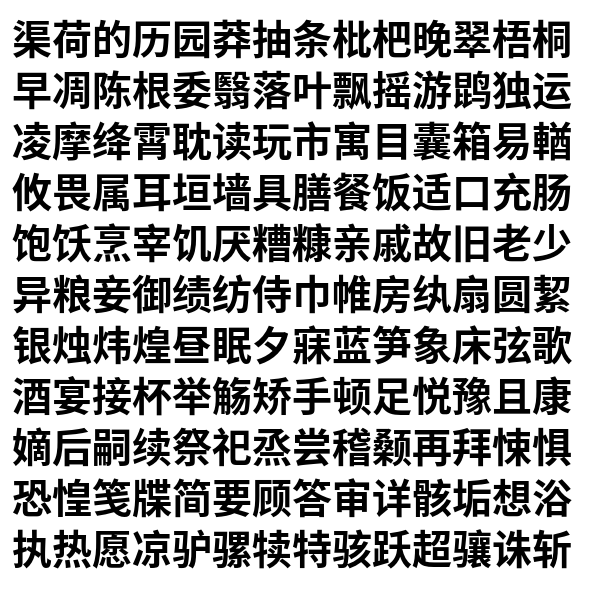 渠荷的历园莽抽条枇杷晚翠梧桐
早凋陈根委翳落叶飘摇游鹍独运
凌摩绛霄耽读玩市寓目囊箱易輶
攸畏属耳垣墙具膳餐饭适口充肠
饱饫烹宰饥厌糟糠亲戚故旧老少
异粮妾御绩纺侍巾帷房纨扇圆絜
银烛炜煌昼眠夕寐蓝笋象床弦歌
酒宴接杯举觞矫手顿足悦豫且康
嫡后嗣续祭祀烝尝稽颡再拜悚惧
恐惶笺牒简要顾答审详骸垢想浴
执热愿凉驴骡犊特骇跃超骧诛斩